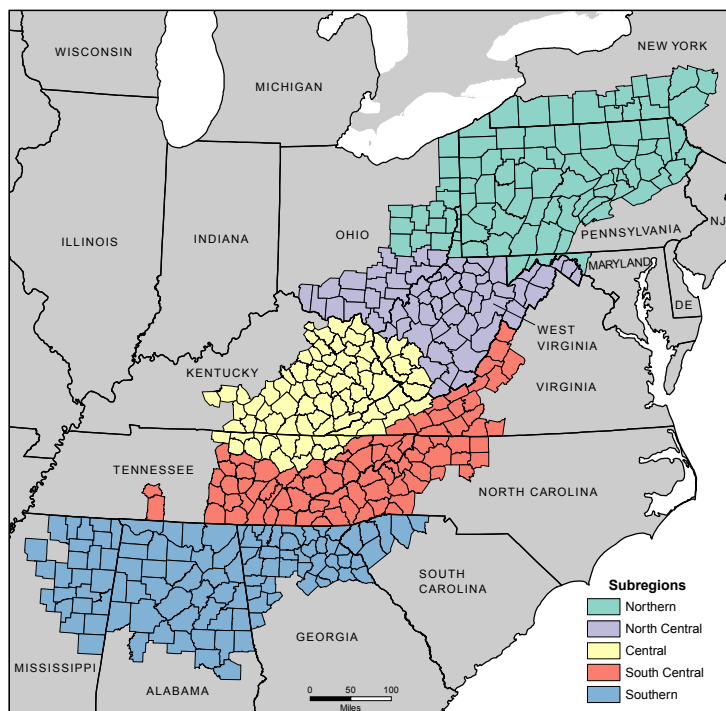 WISCONSIN
NEW YORK
MICHIGAN
ILLINOIS
INDIANA
OHIO
PENNSYLVANIA
NJ
MARYLAND
DE
WEST
VIRGINIA
KENTUCKY
VIRGINIA
TENNESSEE
NORTH CAROLINA
SOUTH
CAROLINA
GEORGIA
MISSISSIPPI
ALABAMA
Subregions
Northern
North Central
Central
South Central
Southern
0 50 100
Miles